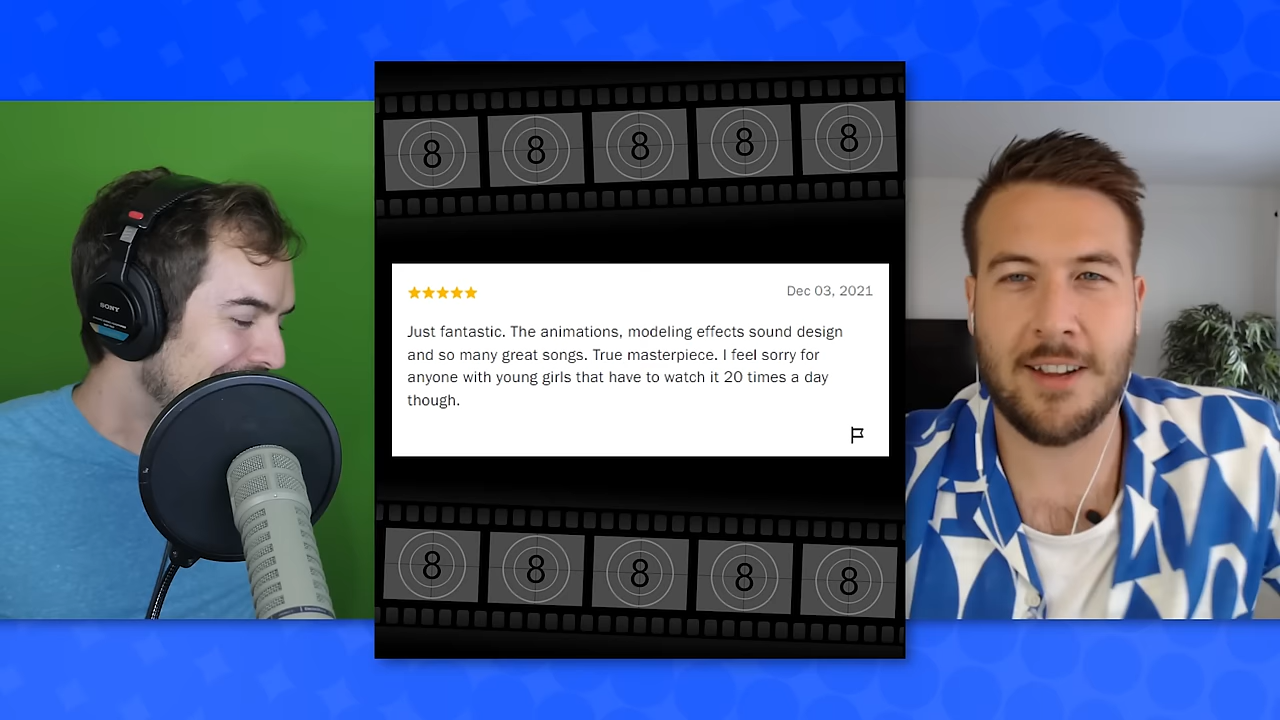 8 8 8 8 8
Dec 03, 2021
Just fantastic. The animations, modeling effects sound design
and so many great songs. True masterpiece. I feel sorry for
anyone with young girls that have to watch it 20 times a day
though.
SONY
8 8 8 8 8